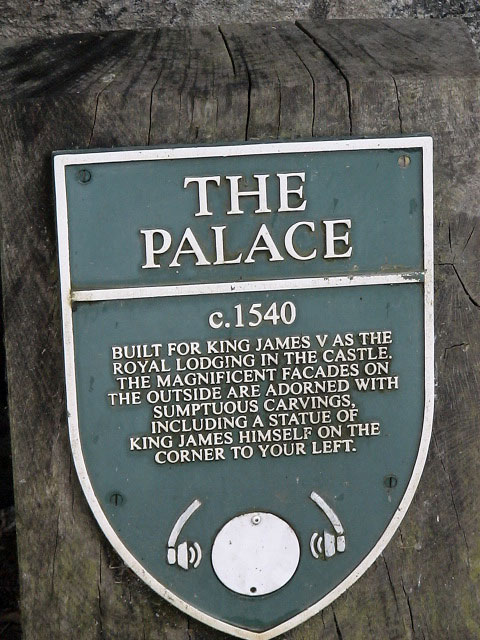 THE
PALACE
c.1540
BUILT FOR KING JAMES V AS THE
ROYAL LODGING IN THE CASTLE.
THE MAGNIFICENT FACADES ON
THE OUTSIDE ARE ADORNED WITH
SUMPTUOUS CARVINGS,
INCLUDING A STATUE OF
KING JAMES HIMSELF ON THE
CORNER TO YOUR LEFT.